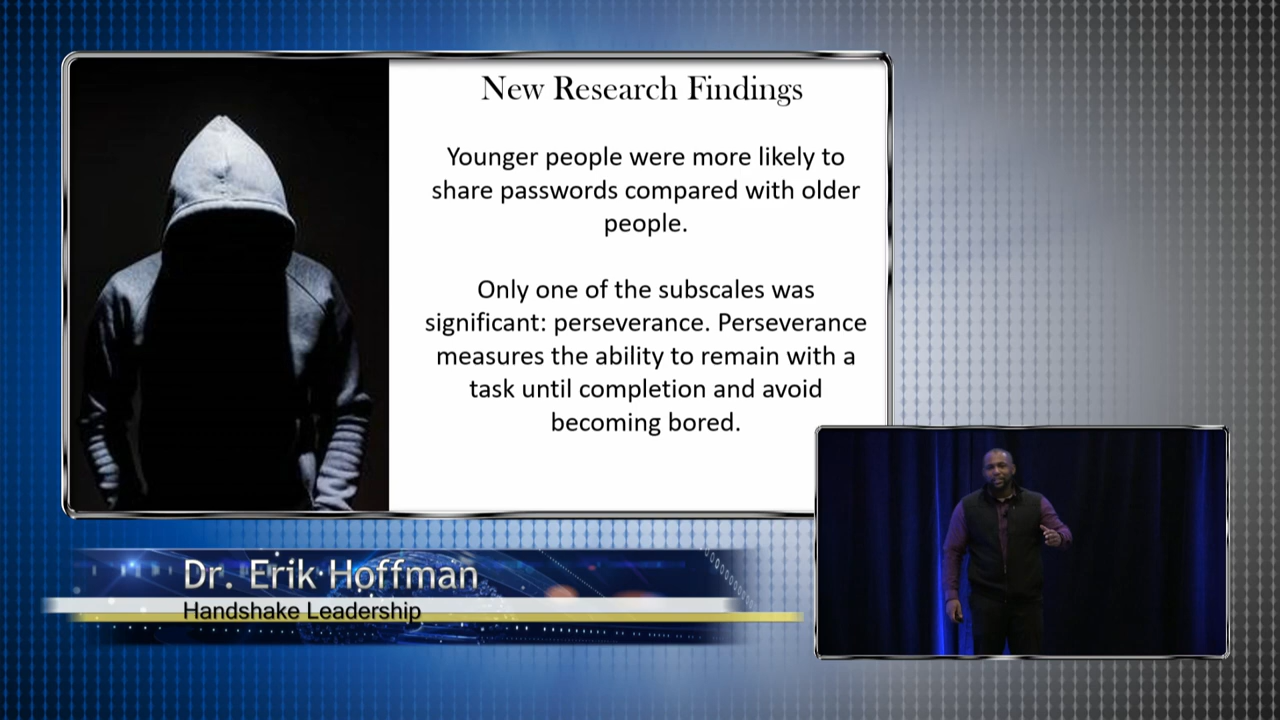 New Research Findings
Younger people were more likely to
share passwords compared with older
people.
Only one of the subscales was
significant: perseverance. Perseverance
measures the ability to remain with a
task until completion and avoid
becoming bored.
Dr. Erik Hoffman
Handshake Leadership